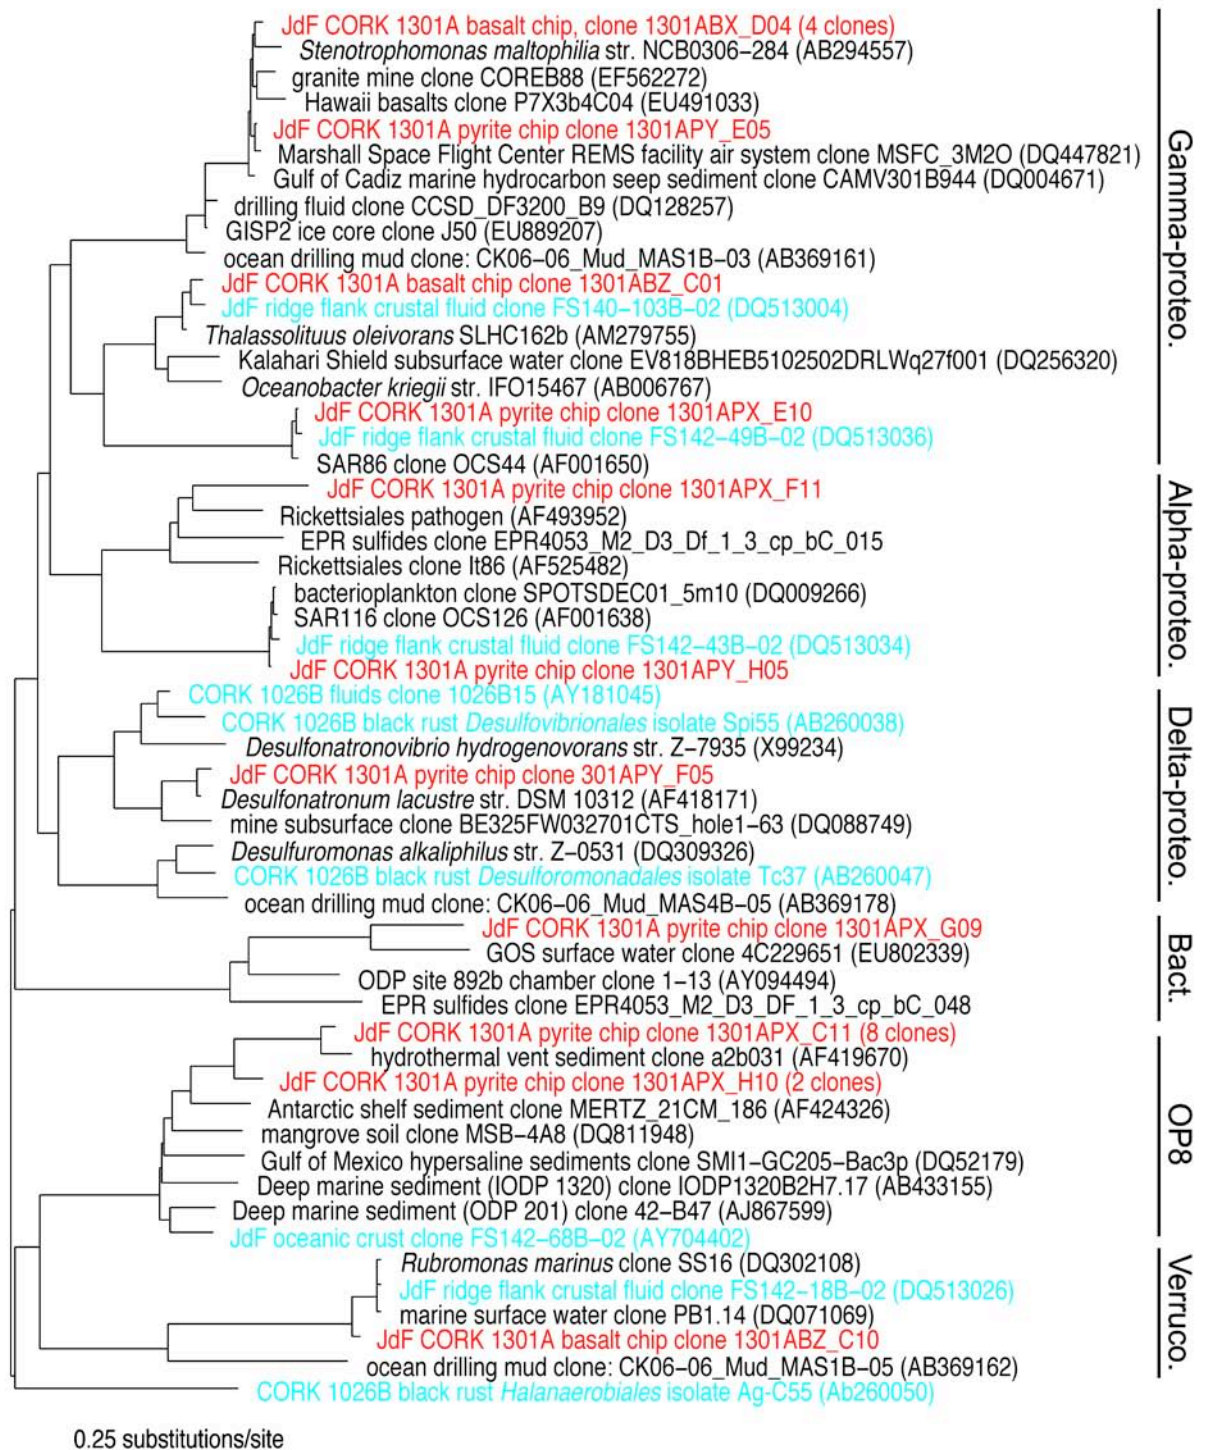 JdF CORK 1301A basalt chip, clone 1301ABX_D04 (4 clones)
Stenotrophomonas maltophilia str. NCB0306−284 (AB294557)
granite mine clone COREB88 (EF562272)
Hawaii basalts clone P7X3b4C04 (EU491033)
JdF CORK 1301A pyrite chip clone 1301APY_E05
Marshall Space Flight Center REMS facility air system clone MSFC_3M2O (DQ447821)
Gulf of Cadiz marine hydrocarbon seep sediment clone CAMV301B944 (DQ004671)
drilling fluid clone CCSD_DF3200_B9 (DQ128257)
GISP2 ice core clone J50 (EU889207)
ocean drilling mud clone: CK06−06_Mud_MAS1B−03 (AB369161)
JdF CORK 1301A basalt chip clone 1301ABZ_C01
JdF ridge flank crustal fluid clone FS140−103B−02 (DQ513004)
Thalassolituus oleivorans SLHC162b (AM279755)
Kalahari Shield subsurface water clone EV818BHEB5102502DRLWq27f001 (DQ256320)
Oceanobacter kriegii str. IFO15467 (AB006767)
JdF CORK 1301A pyrite chip clone 1301APX_E10
JdF ridge flank crustal fluid clone FS142−49B−02 (DQ513036)
SAR86 clone OCS44 (AF001650)
Gamma-proteo.
JdF CORK 1301A pyrite chip clone 1301APX_F11
Rickettsiales pathogen (AF493952)
EPR sulfides clone EPR4053_M2_D3_Df_1_3_cp_bC_015
Rickettsiales clone It86 (AF525482)
bacterioplankton clone SPOTSDEC01_5m10 (DQ009266)
SAR116 clone OCS126 (AF001638)
JdF ridge flank crustal fluid clone FS142−43B−02 (DQ513034)
JdF CORK 1301A pyrite chip clone 1301APY_H05
Alpha-proteo.
CORK 1026B fluids clone 1026B15 (AY181045)
CORK 1026B black rust Desulfovibrionales isolate Spi55 (AB260038)
Desulfonatronovibrio hydrogenovorans str. Z−7935 (X99234)
JdF CORK 1301A pyrite chip clone 301APY_F05
Desulfonatronum lacustre str. DSM 10312 (AF418171)
mine subsurface clone BE325FW032701CTS_hole1−63 (DQ088749)
Desulfuromonas alkaliphilus str. Z−0531 (DQ309326)
CORK 1026B black rust Desulforomonadales isolate Tc37 (AB260047)
ocean drilling mud clone: CK06−06_Mud_MAS4B−05 (AB369178)
Delta-proteo.
JdF CORK 1301A pyrite chip clone 1301APX_G09
GOS surface water clone 4C229651 (EU802339)
ODP site 892b chamber clone 1−13 (AY094494)
EPR sulfides clone EPR4053_M2_D3_DF_1_3_cp_bC_048
Bact.
JdF CORK 1301A pyrite chip clone 1301APX_C11 (8 clones)
hydrothermal vent sediment clone a2b031 (AF419670)
JdF CORK 1301A pyrite chip clone 1301APX_H10 (2 clones)
Antarctic shelf sediment clone MERTZ_21CM_186 (AF424326)
mangrove soil clone MSB−4A8 (DQ811948)
Gulf of Mexico hypersaline sediments clone SMI1−GC205−Bac3p (DQ52179)
Deep marine sediment (IODP 1320) clone IODP1320B2H7.17 (AB433155)
Deep marine sediment (ODP 201) clone 42−B47 (AJ867599)
JdF oceanic crust clone FS142−68B−02 (AY704402)
OP8
Rubromonas marinus clone SS16 (DQ302108)
JdF ridge flank crustal fluid clone FS142−18B−02 (DQ513026)
marine surface water clone PB1.14 (DQ071069)
JdF CORK 1301A basalt chip clone 1301ABZ_C10
ocean drilling mud clone: CK06−06_Mud_MAS1B−05 (AB369162)
Verruco.
CORK 1026B black rust Halanaerobiales isolate Ag−C55 (Ab260050)
0.25 substitutions/site